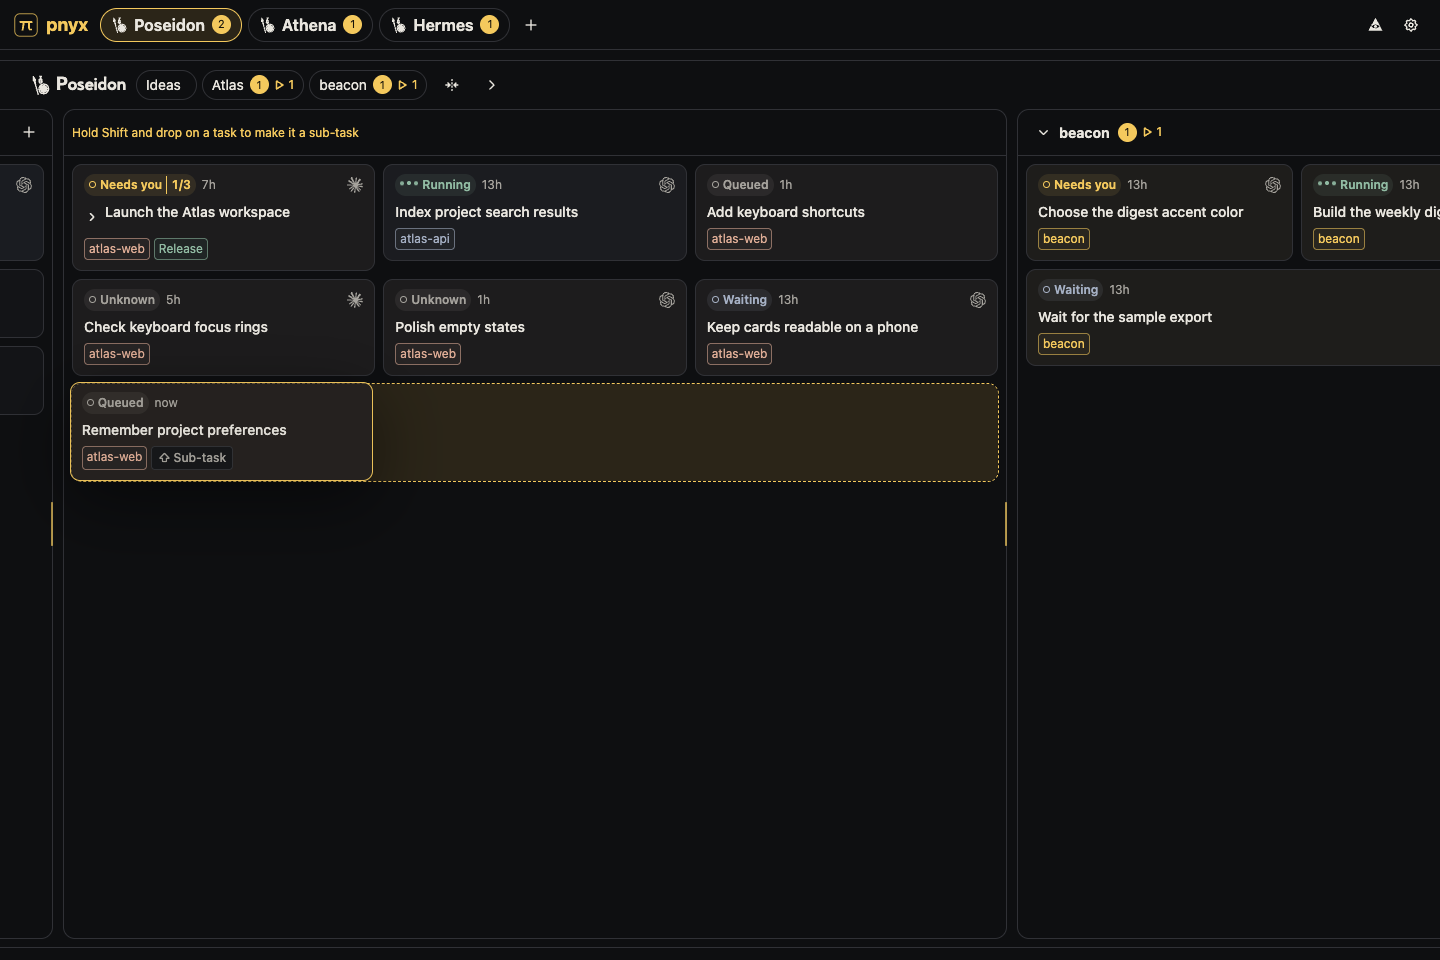 pnyx Poseidon 2 Athena 1 Hermes 1
Poseidon Ideas Atlas 1 1 beacon 1 1
Hold Shift and drop on a task to make it a sub-task
Needs you 1/3 7h
Launch the Atlas workspace
atlas-web Release
Running 13h
Index project search results
atlas-api
Queued 1h
Add keyboard shortcuts
atlas-web
Unknown 5h
Check keyboard focus rings
atlas-web
Unknown 1h
Polish empty states
atlas-web
Waiting 13h
Keep cards readable on a phone
atlas-web
Queued now
Remember project preferences
atlas-web Sub-task
beacon 1 1
Needs you 13h
Choose the digest accent color
beacon
Running 13h
Build the weekly dig
beacon
Waiting 13h
Wait for the sample export
beacon